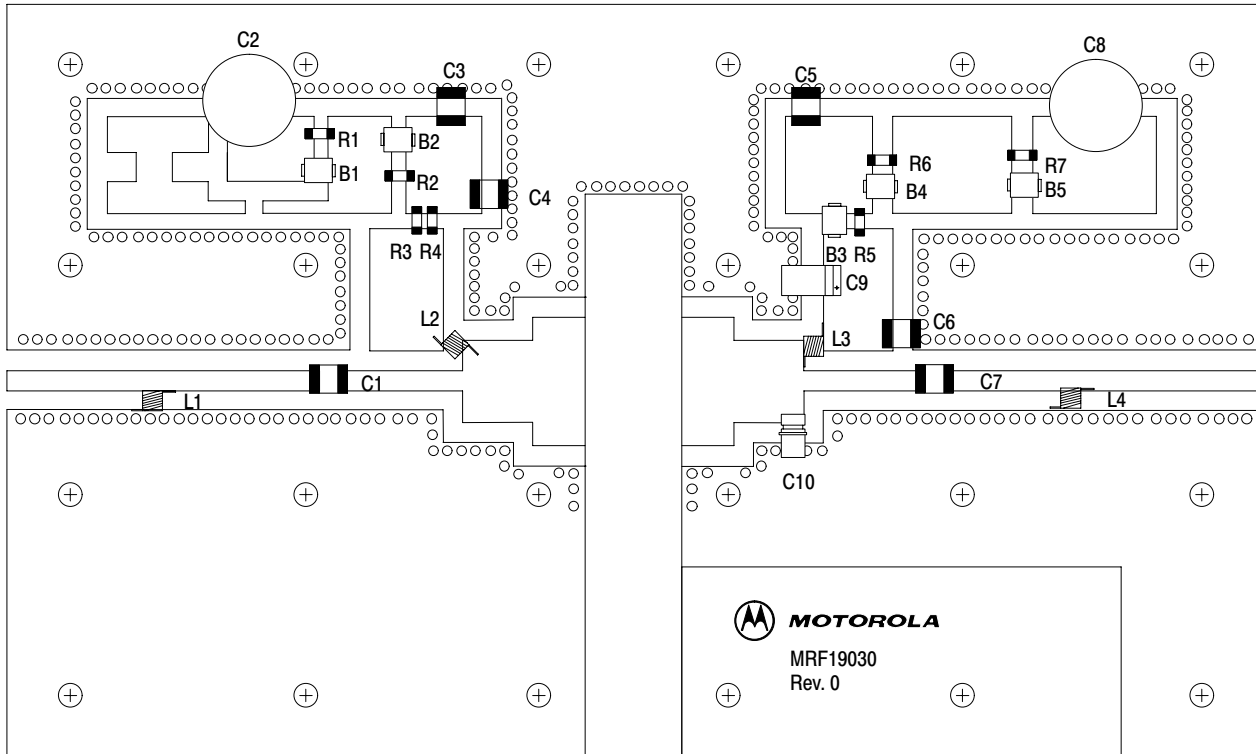 C2
C3
C5
C8
R1
B2
B1
R2
C4
R6
R7
B4
B5
R3 R4
B3 R5
C9
L2
L3
C6
C1
C7
L1
L4
C10
MOTOROLA
MRF19030
Rev. 0